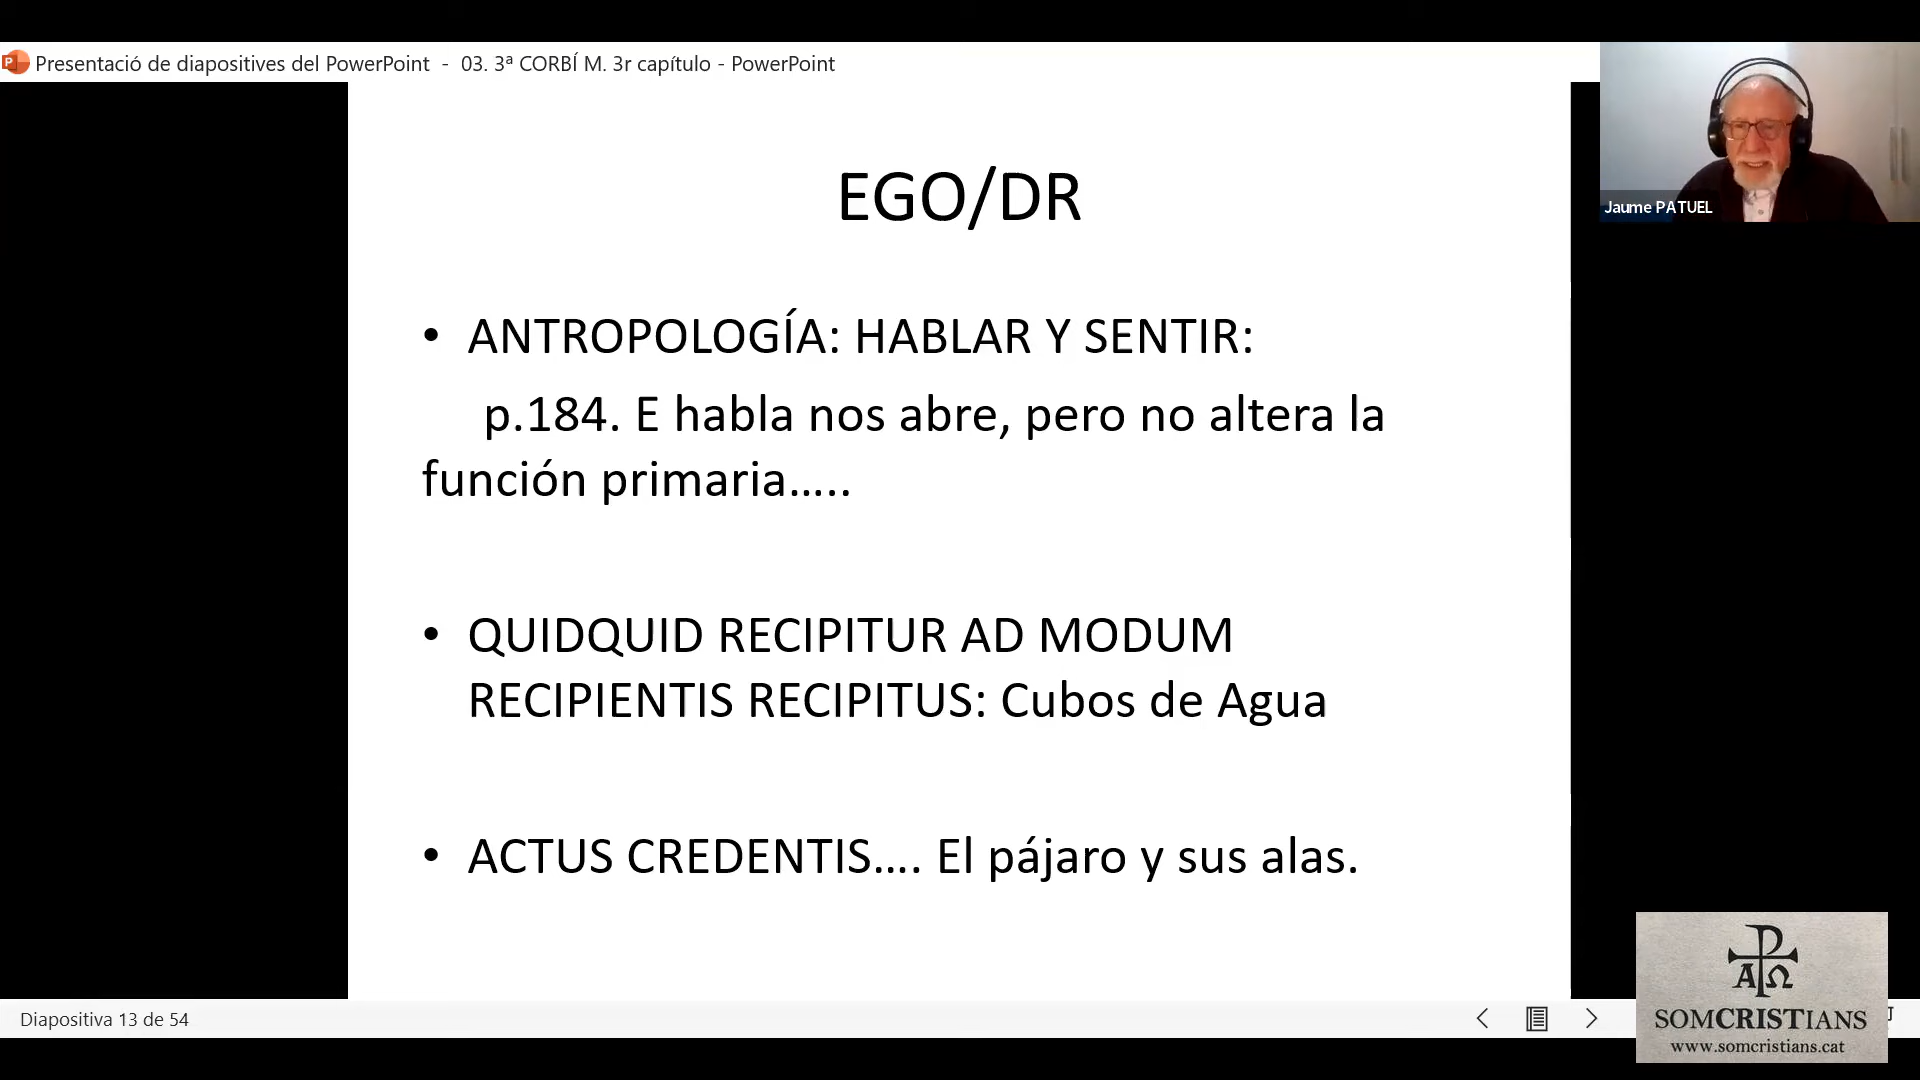 Presentació de diapositives del PowerPoint - 03. 3ª CORBÍ M. 3r capítulo - PowerPoint
Jaume PATUEL
EGO/DR
• ANTROPOLOGÍA: HABLAR Y SENTIR:
p.184. E habla nos abre, pero no altera la
función primaria.....
• QUIDQUID RECIPITUR AD MODUM
RECIPIENTIS RECIPITUS: Cubos de Agua
• ACTUS CREDENTIS.... El pájaro y sus alas.
Diapositiva 13 de 54
SOMCRISTIANS
www.somcristians.cat